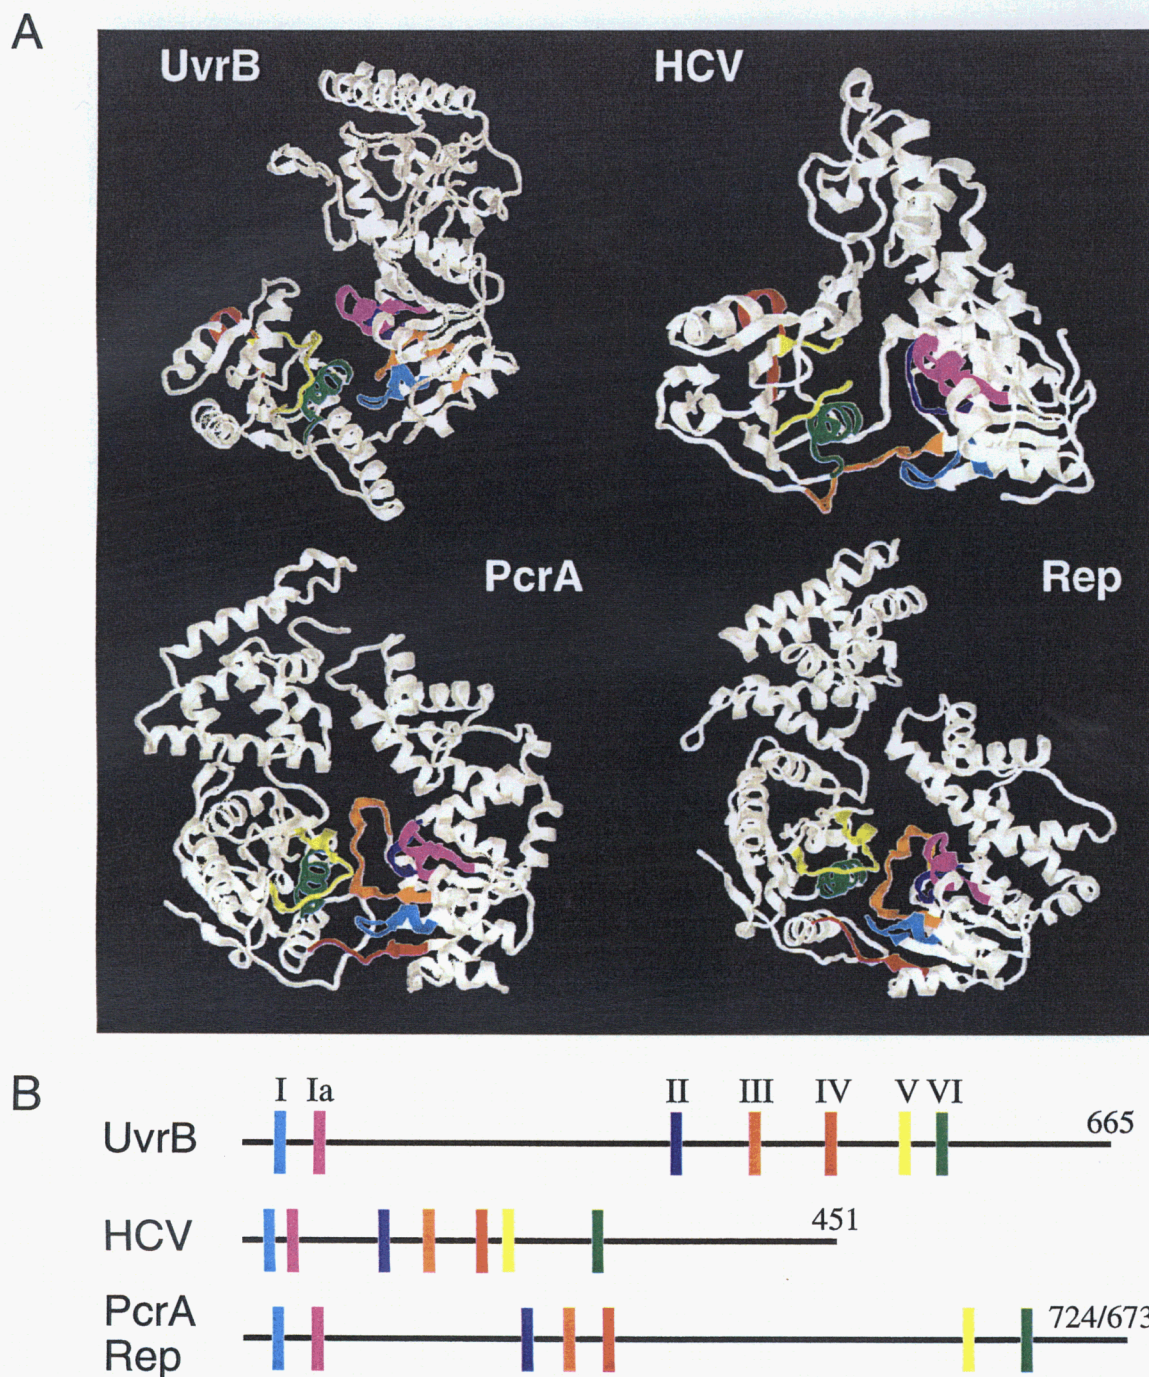 A
UvrB
HCV
PcrA
Rep
B
I Ia II III IV V VI
UvrB
665
HCV
451
PcrA
Rep
724/673